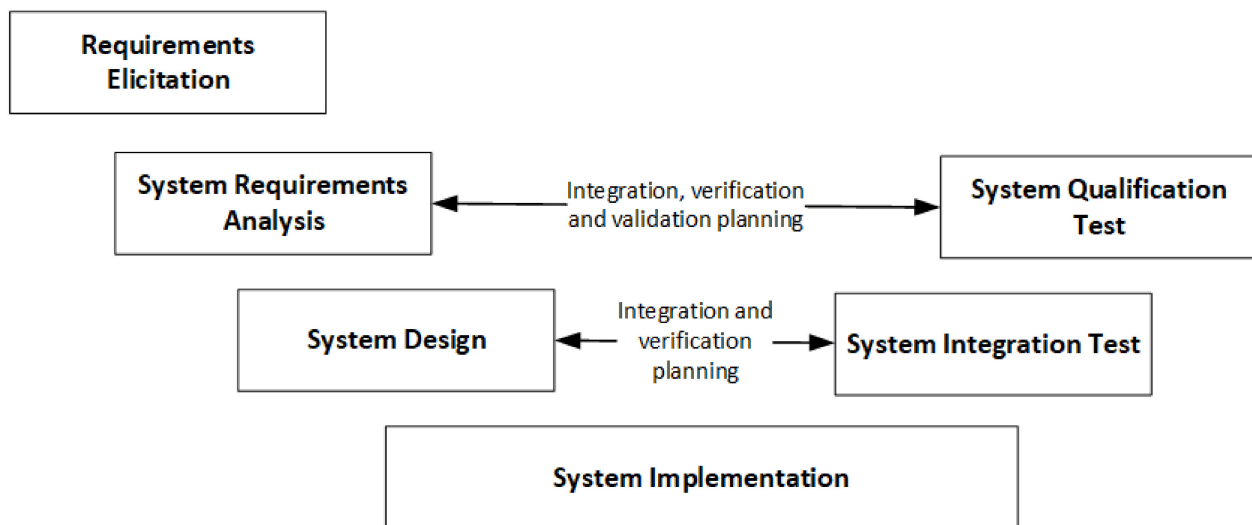 Requirements
Elicitation
System Requirements
Analysis
Integration, verification
and validation planning
System Qualification
Test
System Design
Integration and
verification
planning
System Integration Test
System Implementation